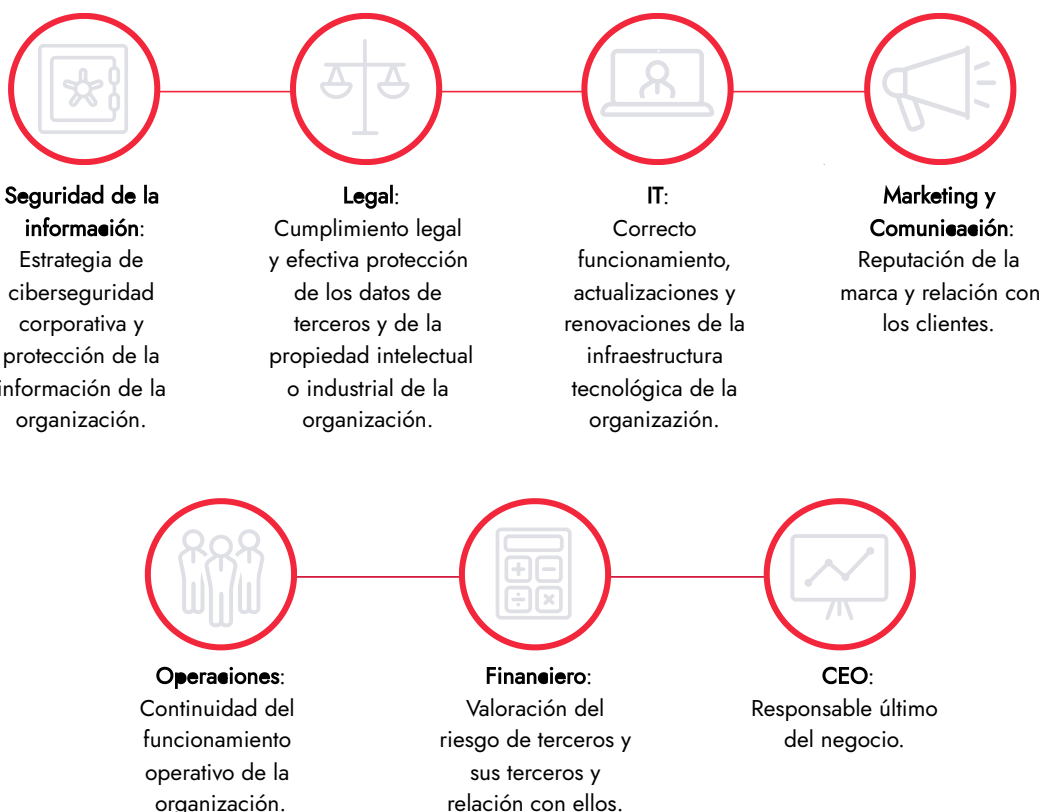 Seguridad de la
información:
Estrategia de
ciberseguridad
corporativa y
protección de la
información de la
organización.
Legal:
Cumplimiento legal
y efectiva protección
de los datos de
terceros y de la
propiedad intelectual
o industrial de la
organización.
IT:
Correcto
funcionamiento,
actualizaciones y
renovaciones de la
infraestructura
tecnológica de la
organizazión.
Marketing y
Comunicación:
Reputación de la
marca y relación con
los clientes.
Operaciones:
Continuidad del
funcionamiento
operativo de la
organización.
Financiero:
Valoración del
riesgo de terceros y
sus terceros y
relación con ellos.
CEO:
Responsable último
del negocio.